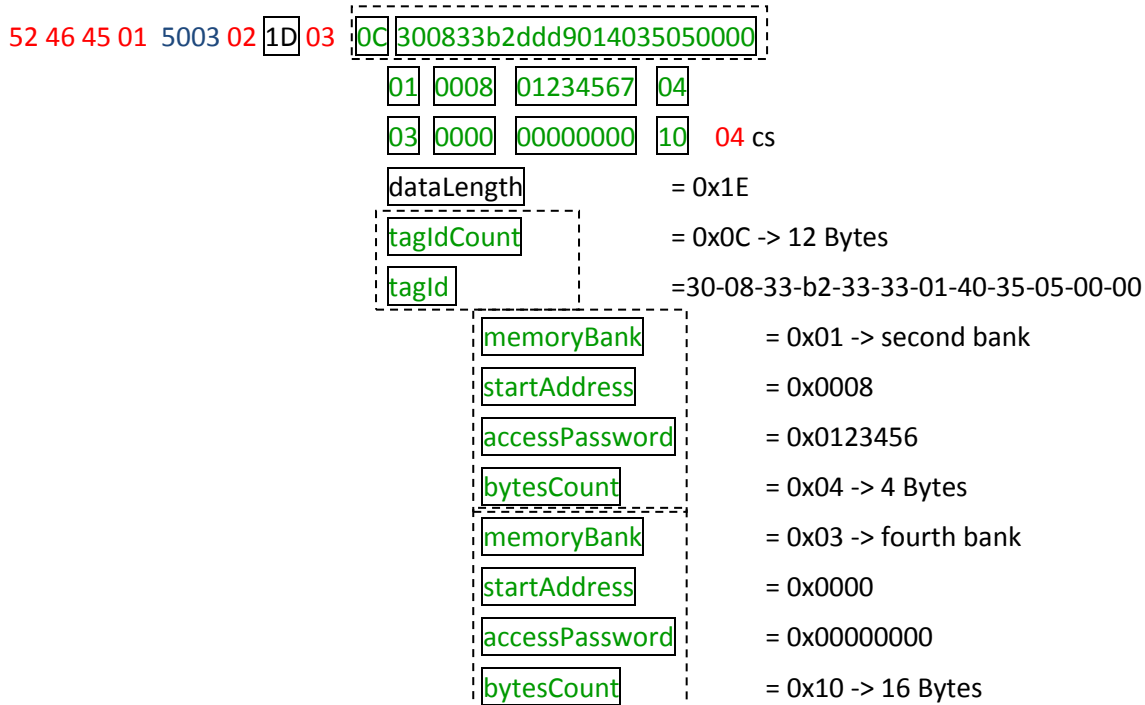 52 46 45 01 5003 02 1D 03 0C 300833b2ddd9014035050000
01 0008 01234567 04
03 0000 00000000 10 04 cs
dataLength = 0x1E
tagIdCount = 0x0C -> 12 Bytes
tagId =30-08-33-b2-33-33-01-40-35-05-00-00
memoryBank = 0x01 -> second bank
startAddress = 0x0008
accessPassword = 0x0123456
bytesCount = 0x04 -> 4 Bytes
memoryBank = 0x03 -> fourth bank
startAddress = 0x0000
accessPassword = 0x00000000
bytesCount = 0x10 -> 16 Bytes